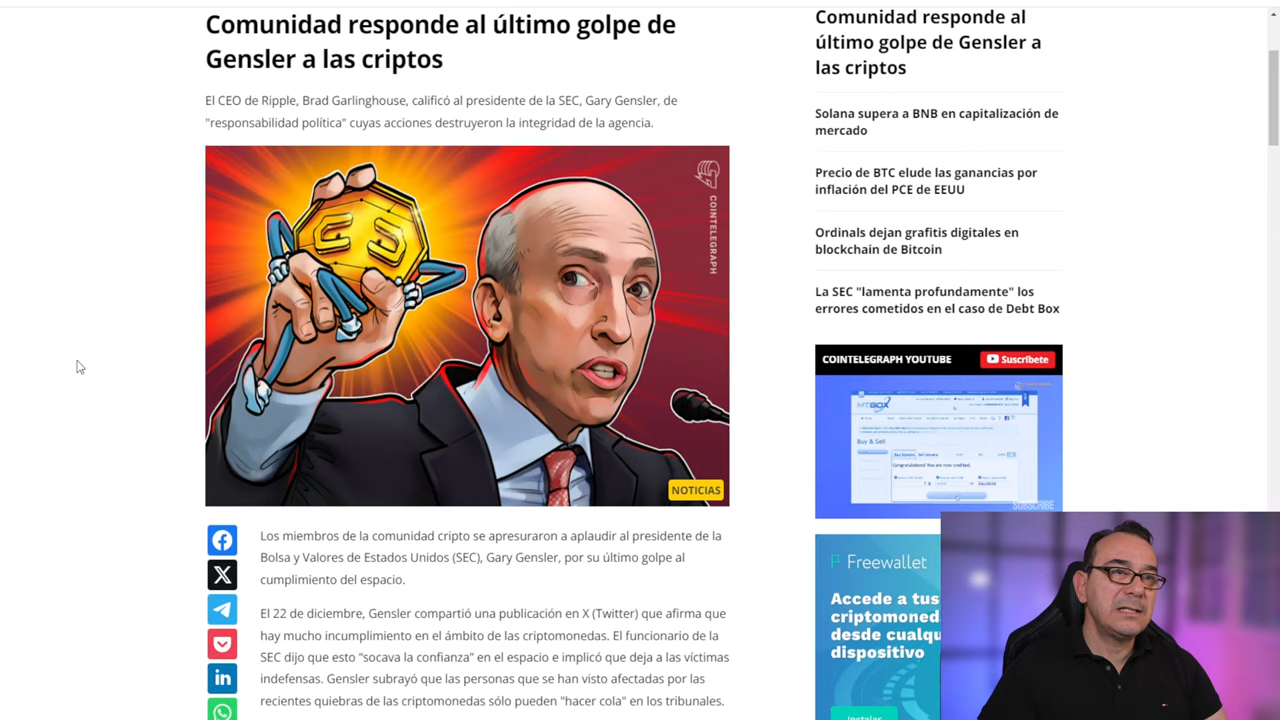 Comunidad responde al último golpe de
Gensler a las criptos
El CEO de Ripple, Brad Garlinghouse, calificó al presidente de la SEC, Gary Gensler, de
"responsabilidad política" cuyas acciones destruyeron la integridad de la agencia.
COINTELEGRAPH
NOTICIAS
Los miembros de la comunidad cripto se apresuraron a aplaudir al presidente de la
Bolsa y Valores de Estados Unidos (SEC), Gary Gensler, por su último golpe al
cumplimiento del espacio.
El 22 de diciembre, Gensler compartió una publicación en X (Twitter) que afirma que
hay mucho incumplimiento en el ámbito de las criptomonedas. El funcionario de la
SEC dijo que esto “socava la confianza” en el espacio e implicó que deja a las víctimas
indefensas. Gensler subrayó que las personas que se han visto afectadas por las
recientes quiebras de las criptomonedas sólo pueden "hacer cola" en los tribunales.
Comunidad responde al
último golpe de Gensler a
las criptos
Solana supera a BNB en capitalización de
mercado
Precio de BTC elude las ganancias por
inflación del PCE de EEUU
Ordinals dejan grafitis digitales en
blockchain de Bitcoin
La SEC "lamenta profundamente" los
errores cometidos en el caso de Debt Box
COINTELEGRAPH YOUTUBE
Suscríbete
MT.GOX
Buy & Sell
Congratulations! You are now credited.
SUBSCRIBE
Freewallet
Accede a tus
criptomoned
desde cualqu
dispositivo